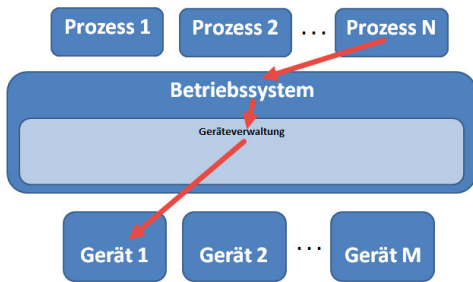 Prozess 1 Prozess 2 ... Prozess N
Betriebssystem
Geräteverwaltung
Gerät 1 Gerät 2 ... Gerät M